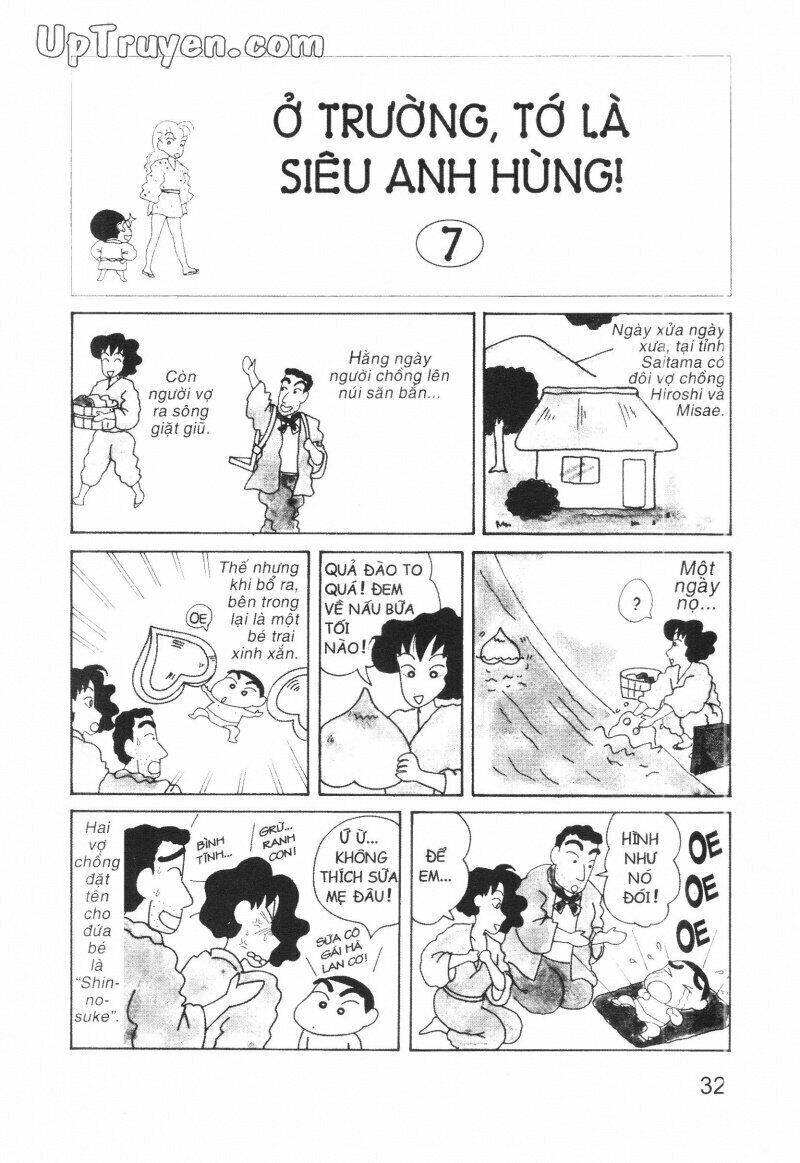 UpTruyen.com
Ở TRƯỜNG, TỚ LÀ
SIÊU ANH HÙNG!
7
Ngày xửa ngày
xưa, tại tỉnh
Saitama có
đôi vợ chồng
Hiroshi và
Misae.
Hằng ngày
người chồng lên
núi săn bắn...
Còn
người vợ
ra sông
giặt giũ.
Một
ngày
nọ...
?
QUẢ ĐÀO TO
QUÁ! ĐEM
VỀ NẤU BỮA
TỐI
NÀO!
Thế nhưng
khi bổ ra,
bên trong
lại là một
bé trai
xinh xắn.
OE
OE
OE
OE
HÌNH
NHƯ
NÓ
ĐÓI!
ĐỂ
EM...
Ứ Ừ...
KHÔNG
THÍCH SỮA
MẸ ĐÂU!
SỮA CÔ
GÁI HÀ
LAN CƠ!
GRỪ...
RANH
CON!
BÌNH
TĨNH...
Hai
vợ
chồng
đặt
tên
cho
đứa
bé
là
"Shin-
no-
suke".
32